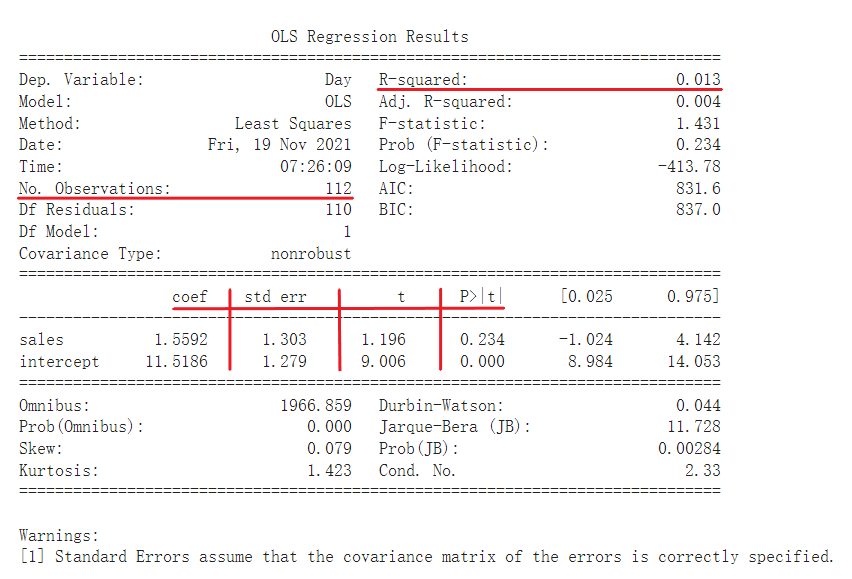 OLS Regression Results
==============================================================================
Dep. Variable: Day R-squared: 0.013
Model: OLS Adj. R-squared: 0.004
Method: Least Squares F-statistic: 1.431
Date: Fri, 19 Nov 2021 Prob (F-statistic): 0.234
Time: 07:26:09 Log-Likelihood: -413.78
No. Observations: 112 AIC: 831.6
Df Residuals: 110 BIC: 837.0
Df Model: 1
Covariance Type: nonrobust
==============================================================================
coef std err t P>|t| [0.025 0.975]
------------------------------------------------------------------------------
sales 1.5592 1.303 1.196 0.234 -1.024 4.142
intercept 11.5186 1.279 9.006 0.000 8.984 14.053
==============================================================================
Omnibus: 1966.859 Durbin-Watson: 0.044
Prob(Omnibus): 0.000 Jarque-Bera (JB): 11.728
Skew: 0.079 Prob(JB): 0.00284
Kurtosis: 1.423 Cond. No. 2.33
==============================================================================
Warnings:
[1] Standard Errors assume that the covariance matrix of the errors is correctly specified.